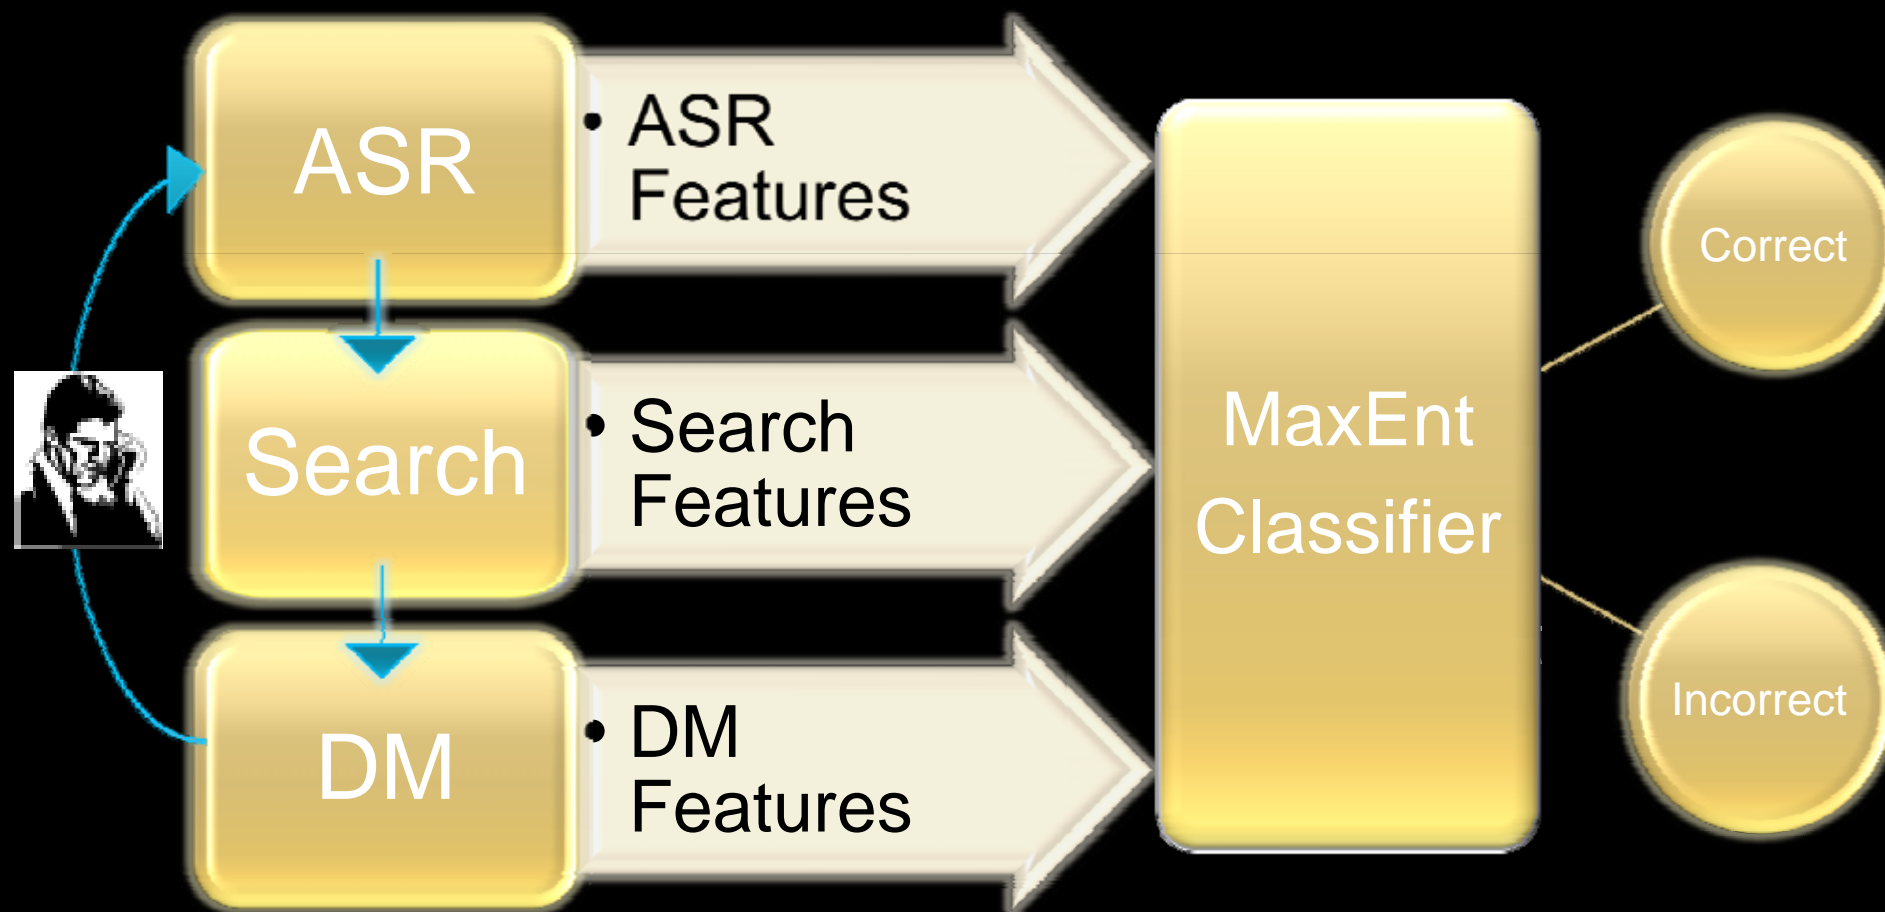 ASR
• ASR
Features
Search
• Search
Features
DM
• DM
Features
MaxEnt
Classifier
Correct
Incorrect